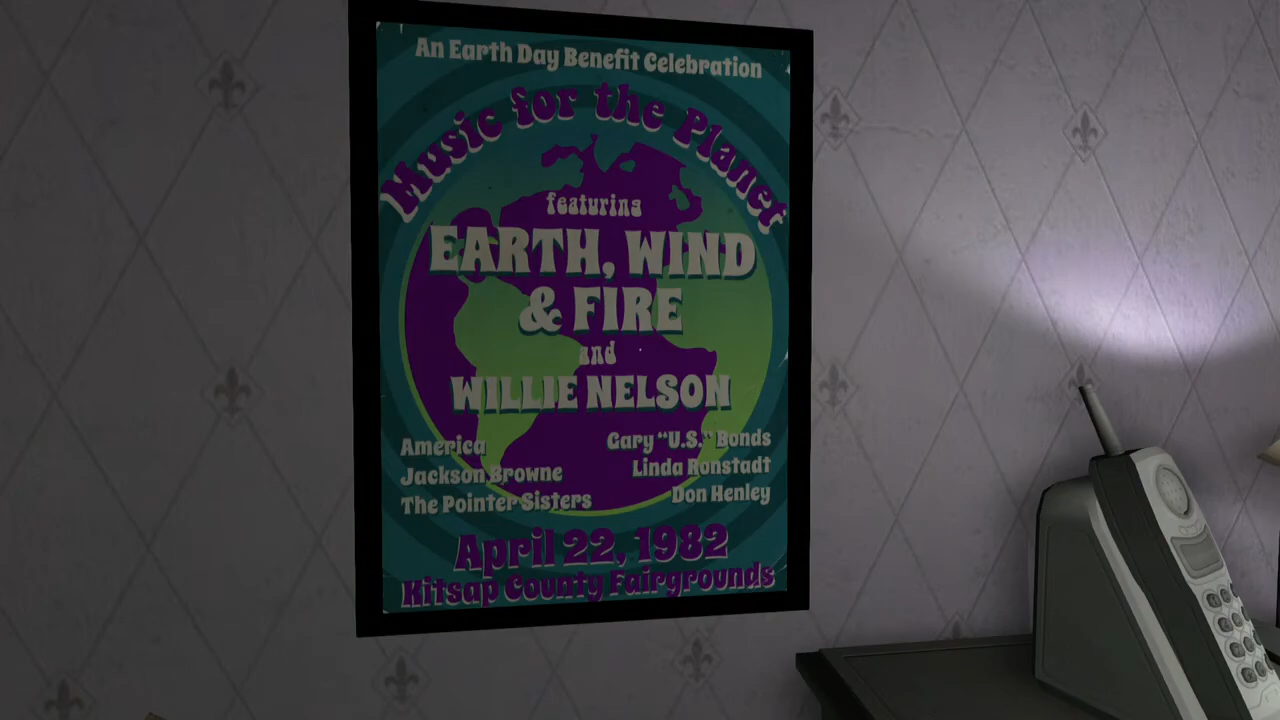 An Earth Day Benefit Celebration
Music for the Planet
featuring
EARTH, WIND
& FIRE
and
WILLIE NELSON
America
Jackson Browne
The Pointer Sisters
Gary "U.S." Bonds
Linda Ronstadt
Don Henley
April 22, 1982
Kitsap County Fairgrounds